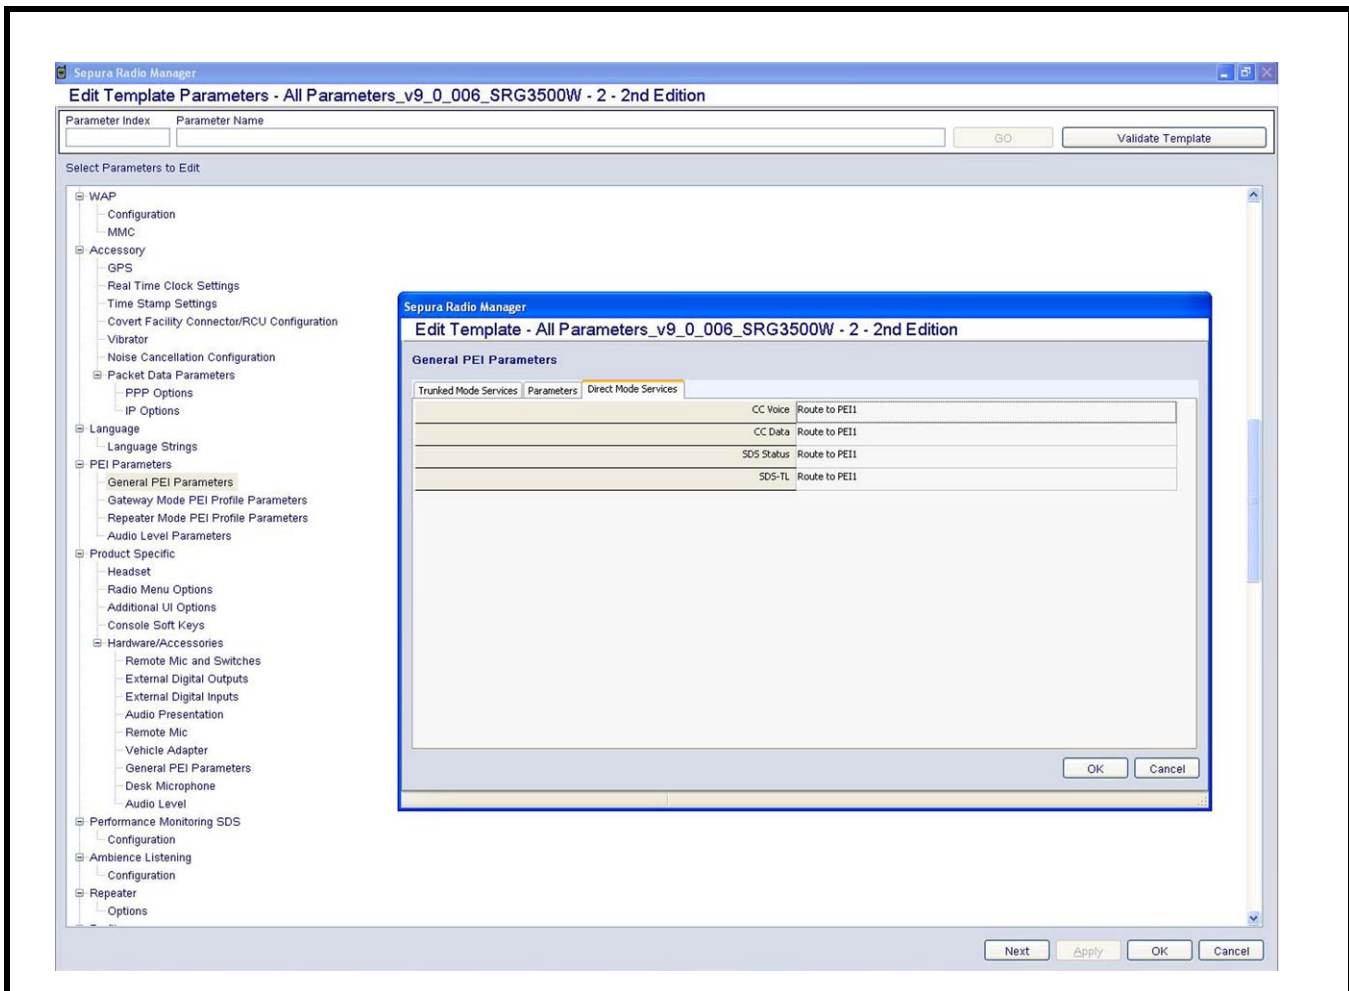 Sepura Radio Manager
Edit Template Parameters - All Parameters_v9_0_006_SRG3500W - 2 - 2nd Edition
Parameter Index Parameter Name
GO Validate Template
Select Parameters to Edit
WAP
Configuration
MMC
Accessory
GPS
Real Time Clock Settings
Time Stamp Settings
Covert Facility Connector/RCU Configuration
Vibrator
Noise Cancellation Configuration
Packet Data Parameters
PPP Options
IP Options
Language
Language Strings
PEI Parameters
General PEI Parameters
Gateway Mode PEI Profile Parameters
Repeater Mode PEI Profile Parameters
Audio Level Parameters
Product Specific
Headset
Radio Menu Options
Additional UI Options
Console Soft Keys
Hardware/Accessories
Remote Mic and Switches
External Digital Outputs
External Digital Inputs
Audio Presentation
Remote Mic
Vehicle Adapter
General PEI Parameters
Desk Microphone
Audio Level
Performance Monitoring SDS
Configuration
Ambience Listening
Configuration
Repeater
Options
Sepura Radio Manager
Edit Template - All Parameters_v9_0_006_SRG3500W - 2 - 2nd Edition
General PEI Parameters
Trunked Mode Services Parameters Direct Mode Services
CC Voice Route to PEI1
CC Data Route to PEI1
SDS Status Route to PEI1
SDS-TL Route to PEI1
OK Cancel
Next Apply OK Cancel